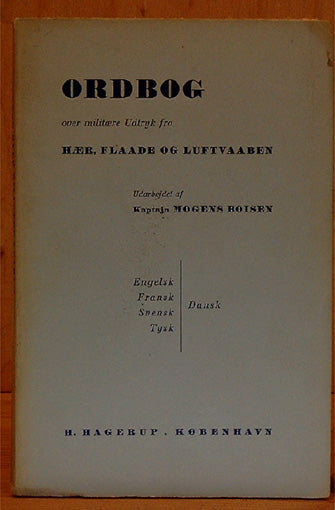 ORDBOG
over militære Udtryk fra
HÆR, FLAADE OG LUFTVAABEN
Udarbejdet af
Kaptajn MOGENS BOISEN
Engelsk
Fransk
Svensk
Tysk
Dansk
H. HAGERUP . KØBENHAVN